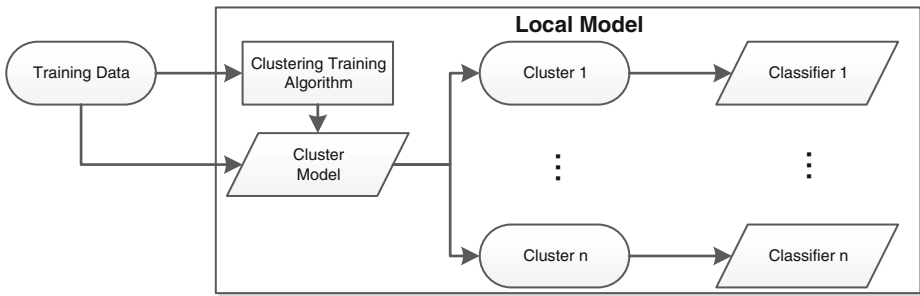 Local Model
Training Data
Clustering Training
Algorithm
Cluster
Model
Cluster 1
Classifier 1
Cluster n
Classifier n